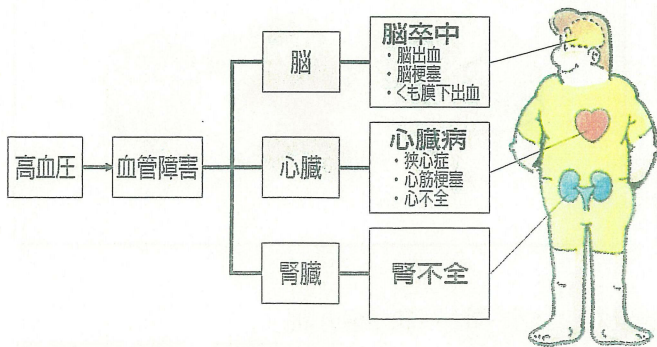 高血圧
血管障害
脳
脳卒中
・脳出血
・脳梗塞
・くも膜下出血
心臓
心臓病
・狭心症
・心筋梗塞
・心不全
腎臓
腎不全